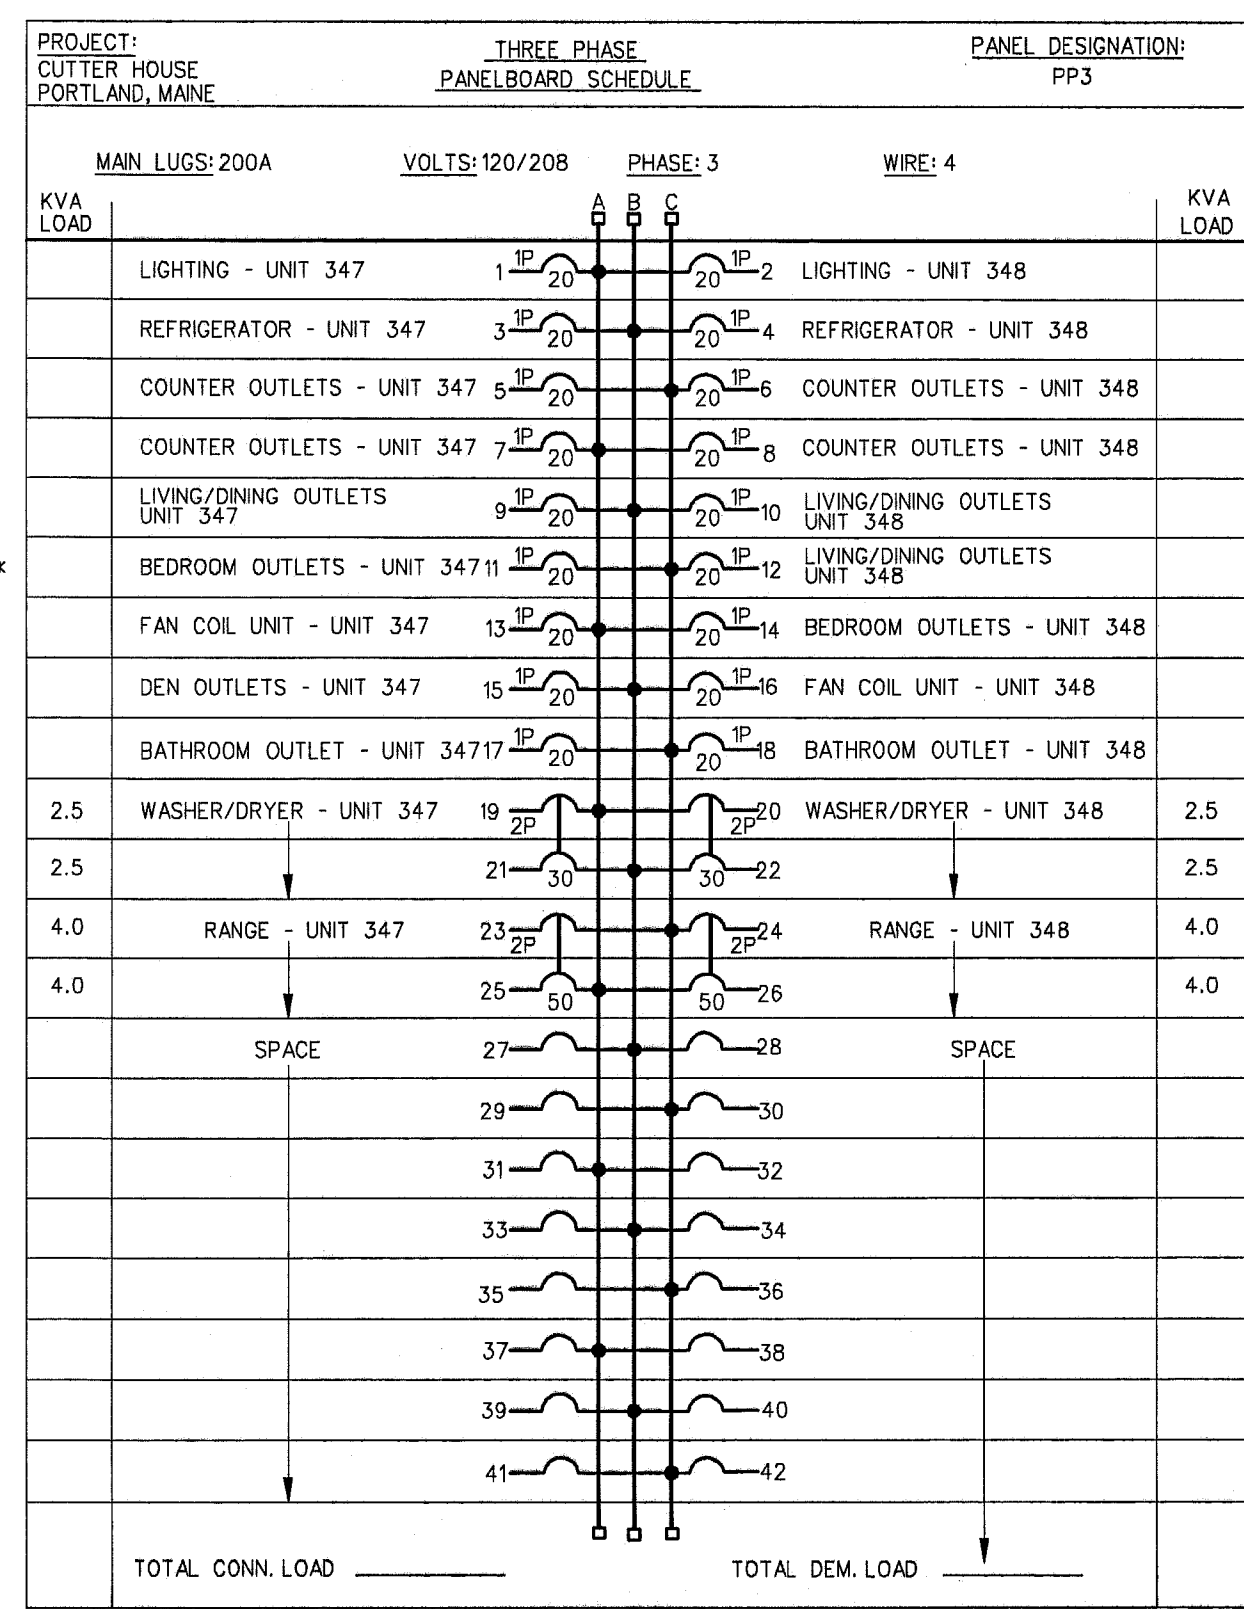 PROJECT:
CUTTER HOUSE
PORTLAND, MAINE
THREE PHASE
PANELBOARD SCHEDULE
PANEL DESIGNATION:
PP3
MAIN LUGS: 200A VOLTS: 120/208 PHASE: 3 WIRE: 4
KVA
LOAD
A B C
KVA
LOAD
LIGHTING - UNIT 347 1 1P 20 20 1P 2 LIGHTING - UNIT 348
REFRIGERATOR - UNIT 347 3 1P 20 20 1P 4 REFRIGERATOR - UNIT 348
COUNTER OUTLETS - UNIT 347 5 1P 20 20 1P 6 COUNTER OUTLETS - UNIT 348
COUNTER OUTLETS - UNIT 347 7 1P 20 20 1P 8 COUNTER OUTLETS - UNIT 348
LIVING/DINING OUTLETS
UNIT 347
9 1P 20 20 1P 10
LIVING/DINING OUTLETS
UNIT 348
BEDROOM OUTLETS - UNIT 347 11 1P 20 20 1P 12
LIVING/DINING OUTLETS
UNIT 348
FAN COIL UNIT - UNIT 347 13 1P 20 20 1P 14 BEDROOM OUTLETS - UNIT 348
DEN OUTLETS - UNIT 347 15 1P 20 20 1P 16 FAN COIL UNIT - UNIT 348
BATHROOM OUTLET - UNIT 347 17 1P 20 20 1P 18 BATHROOM OUTLET - UNIT 348
2.5 WASHER/DRYER - UNIT 347 19 2P 2P 20 WASHER/DRYER - UNIT 348 2.5
2.5 21 30 30 22 2.5
4.0 RANGE - UNIT 347 23 2P 2P 24 RANGE - UNIT 348 4.0
4.0 25 50 50 26 4.0
SPACE 27 28 SPACE
29 30
31 32
33 34
35 36
37 38
39 40
41 42
TOTAL CONN. LOAD TOTAL DEM. LOAD